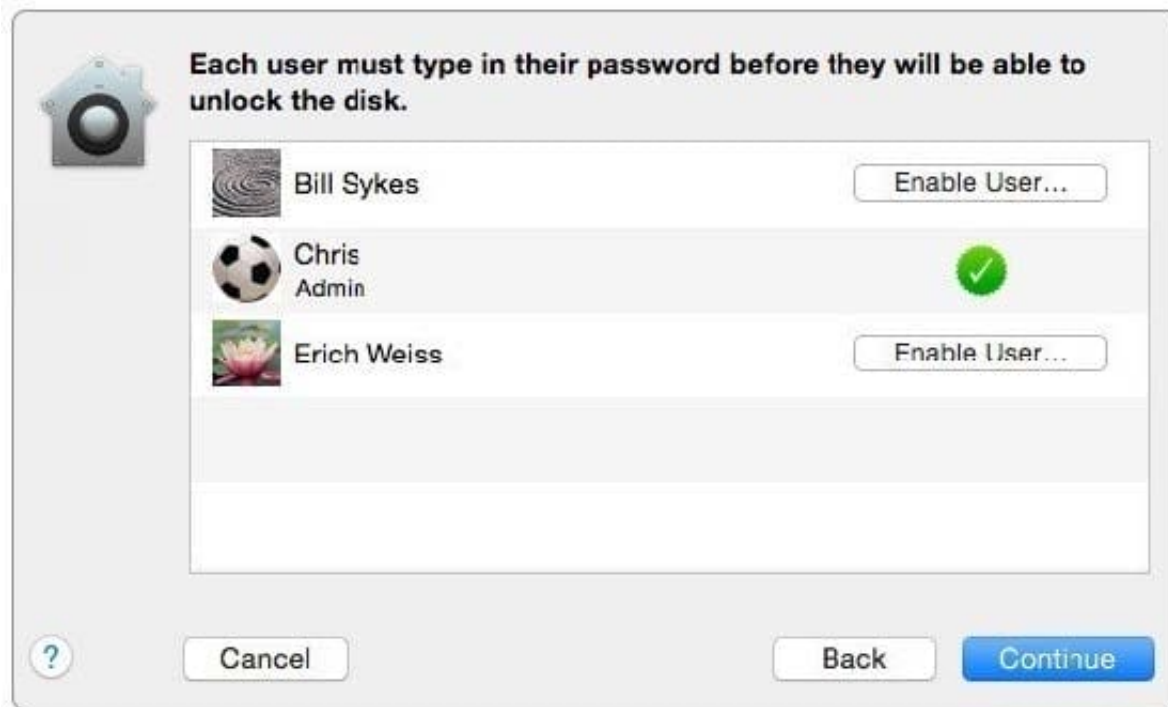 Each user must type in their password before they will be able to
unlock the disk.
Bill Sykes
Enable User...
Chris
Admin
Erich Weiss
Enable User...
?
Cancel
Back
Continue